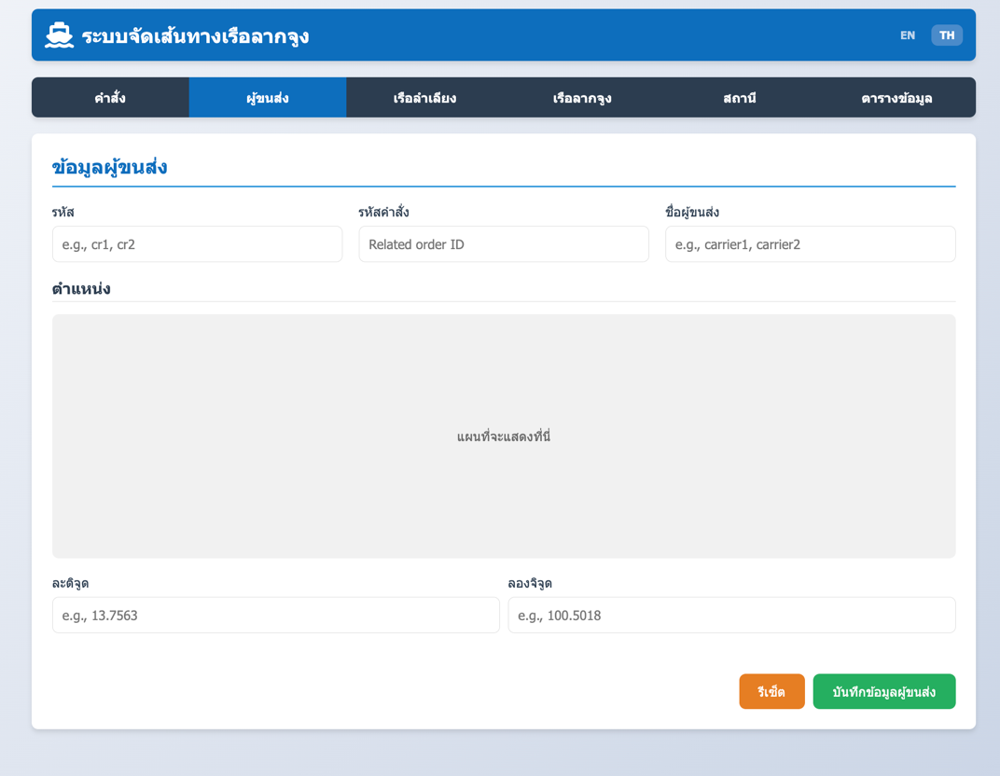 ระบบจัดเส้นทางเรือลากจูง
EN TH
คำสั่ง ผู้ขนส่ง เรือลำเลียง เรือลากจูง สถานี ตารางข้อมูล
ข้อมูลผู้ขนส่ง
รหัส รหัสคำสั่ง ชื่อผู้ขนส่ง
e.g., cr1, cr2 Related order ID e.g., carrier1, carrier2
ตำแหน่ง
แผนที่จะแสดงที่นี่
ละติจูด ลองจิจูด
e.g., 13.7563 e.g., 100.5018
รีเซ็ต บันทึกข้อมูลผู้ขนส่ง